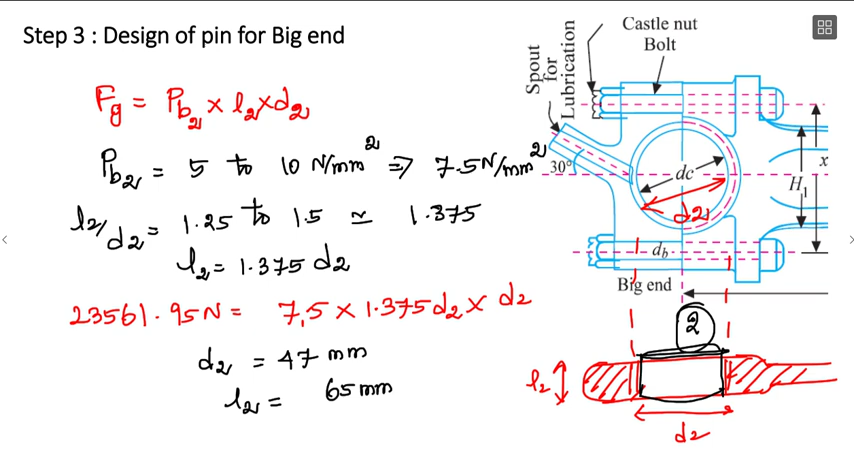 Step 3 : Design of pin for Big end
Fg = Pb2 x l2 x d2
Pb2 = 5 to 10 N/mm² => 7.5 N/mm²
l2/d2 = 1.25 to 1.5 ≃ 1.375
l2 = 1.375 d2
23561.95N = 7.5 x 1.375 d2 x d2
d2 = 47 mm
l2 = 65 mm
Castle nut
Bolt
Spout
for
Lubrication
30°
dc
d2
x
H1
db
Big end
2
l2
d2